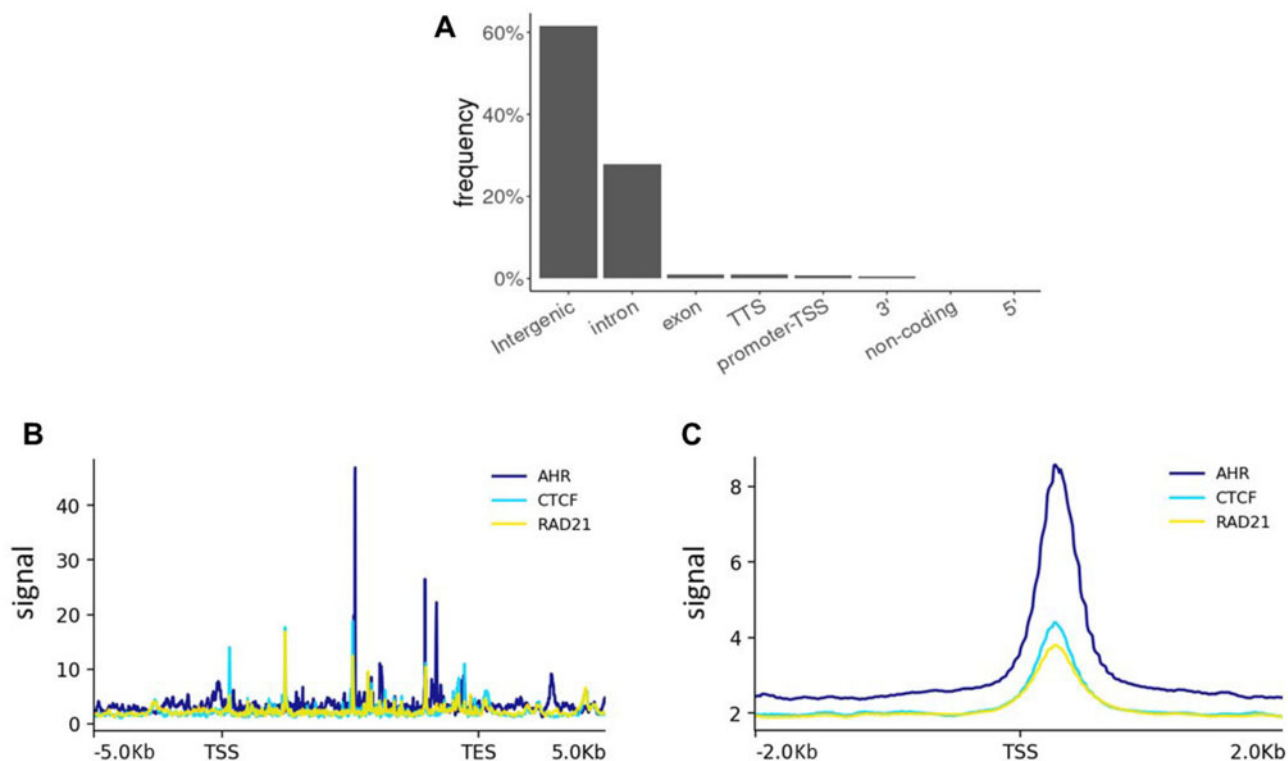 A
frequency
60%
40%
20%
0%
Intergenic
intron
exon
TTS
promoter-TSS
3'
non-coding
5'
B
signal
40
30
20
10
0
AHR
CTCF
RAD21
-5.0Kb TSS TES 5.0Kb
C
signal
8
6
4
2
AHR
CTCF
RAD21
-2.0Kb TSS 2.0Kb